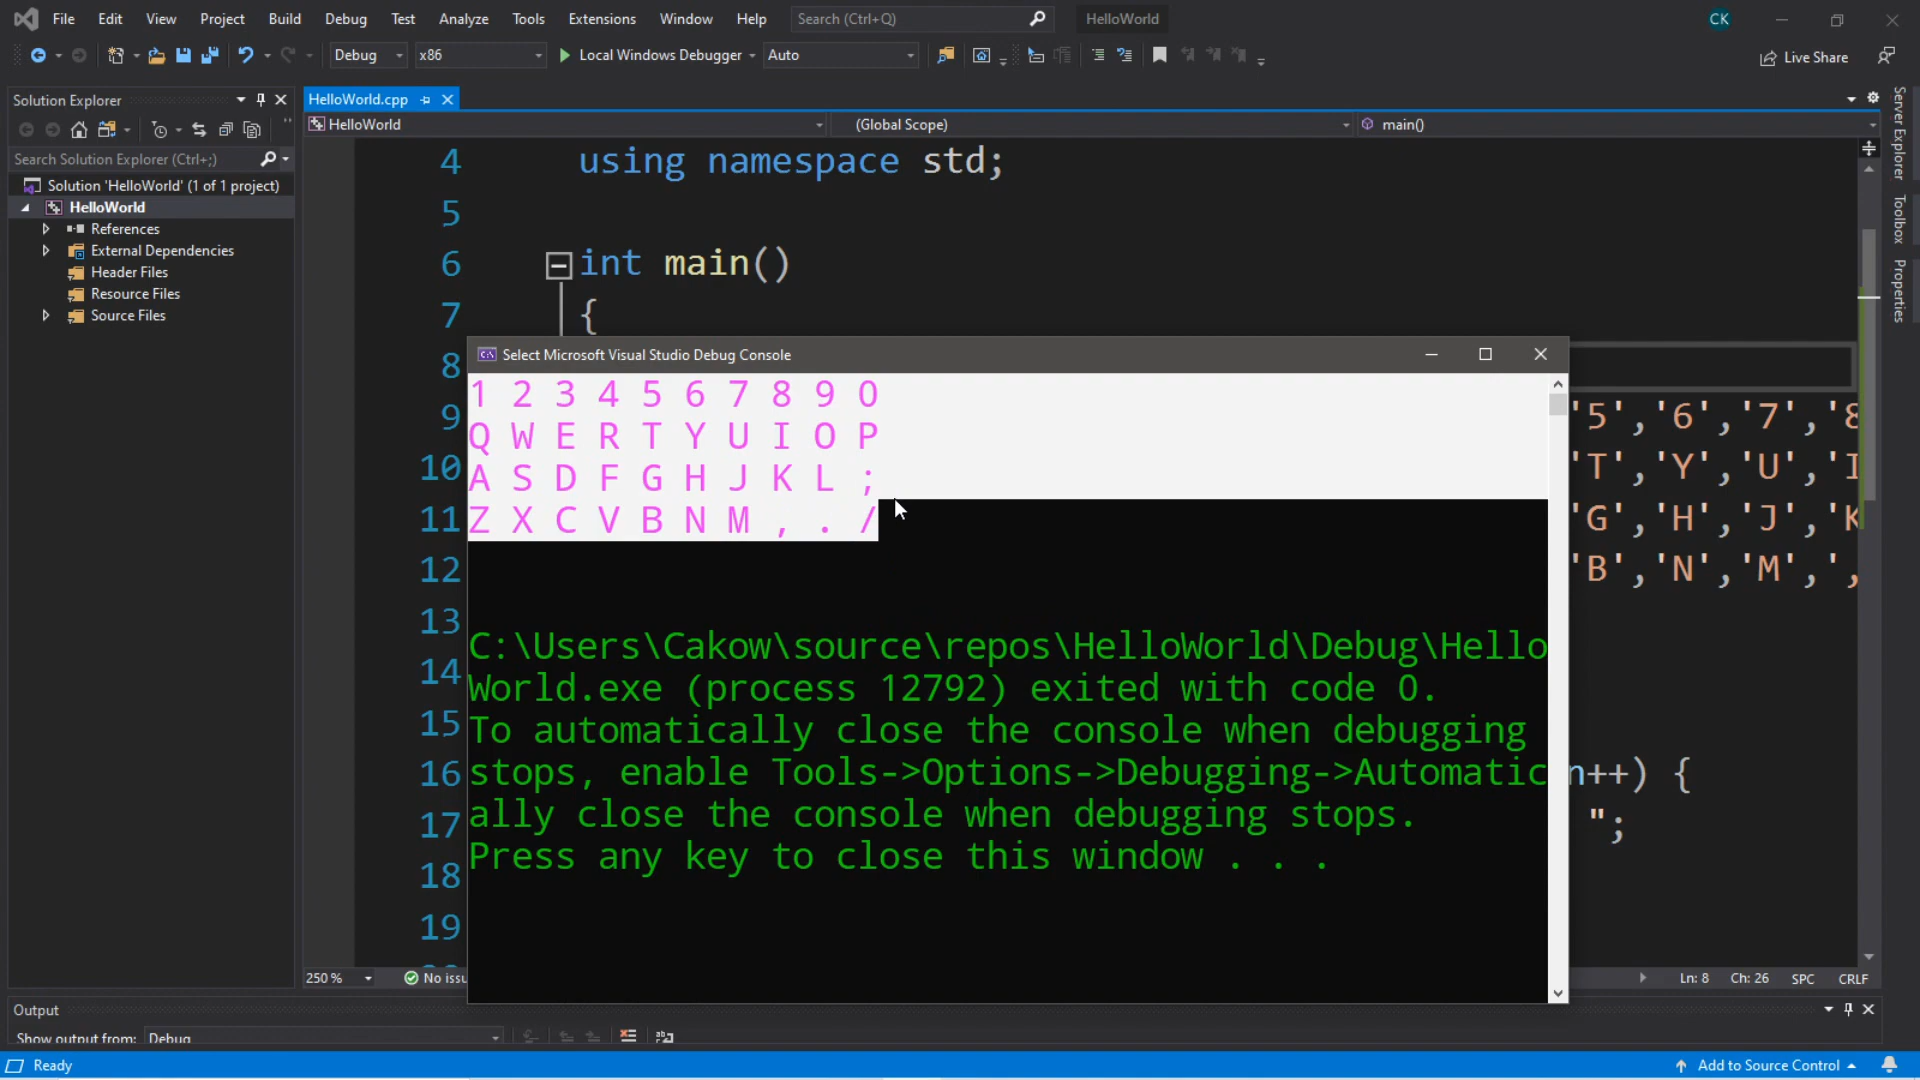 File Edit View Project Build Debug Test Analyze Tools Extensions Window Help Search (Ctrl+Q) HelloWorld CK
Debug x86 Local Windows Debugger Auto Live Share
Solution Explorer
Search Solution Explorer (Ctrl+;)
Solution 'HelloWorld' (1 of 1 project)
HelloWorld
References
External Dependencies
Header Files
Resource Files
Source Files
HelloWorld.cpp
HelloWorld (Global Scope) main()
4 using namespace std;
5
6 int main()
7 {
8
9 '5','6','7','8
10 'T','Y','U','I
11 'G','H','J','K
12 'B','N','M',',
13
14
15
16 n++) {
17 ";
18
19
Select Microsoft Visual Studio Debug Console
1 2 3 4 5 6 7 8 9 0
Q W E R T Y U I O P
A S D F G H J K L ;
Z X C V B N M , . /
C:\Users\Cakow\source\repos\HelloWorld\Debug\Hello
World.exe (process 12792) exited with code 0.
To automatically close the console when debugging
stops, enable Tools->Options->Debugging->Automatic
ally close the console when debugging stops.
Press any key to close this window . . .
250 % No issu Ln: 8 Ch: 26 SPC CRLF
Output
Show output from: Debug
Ready Add to Source Control
Server Explorer
Toolbox
Properties